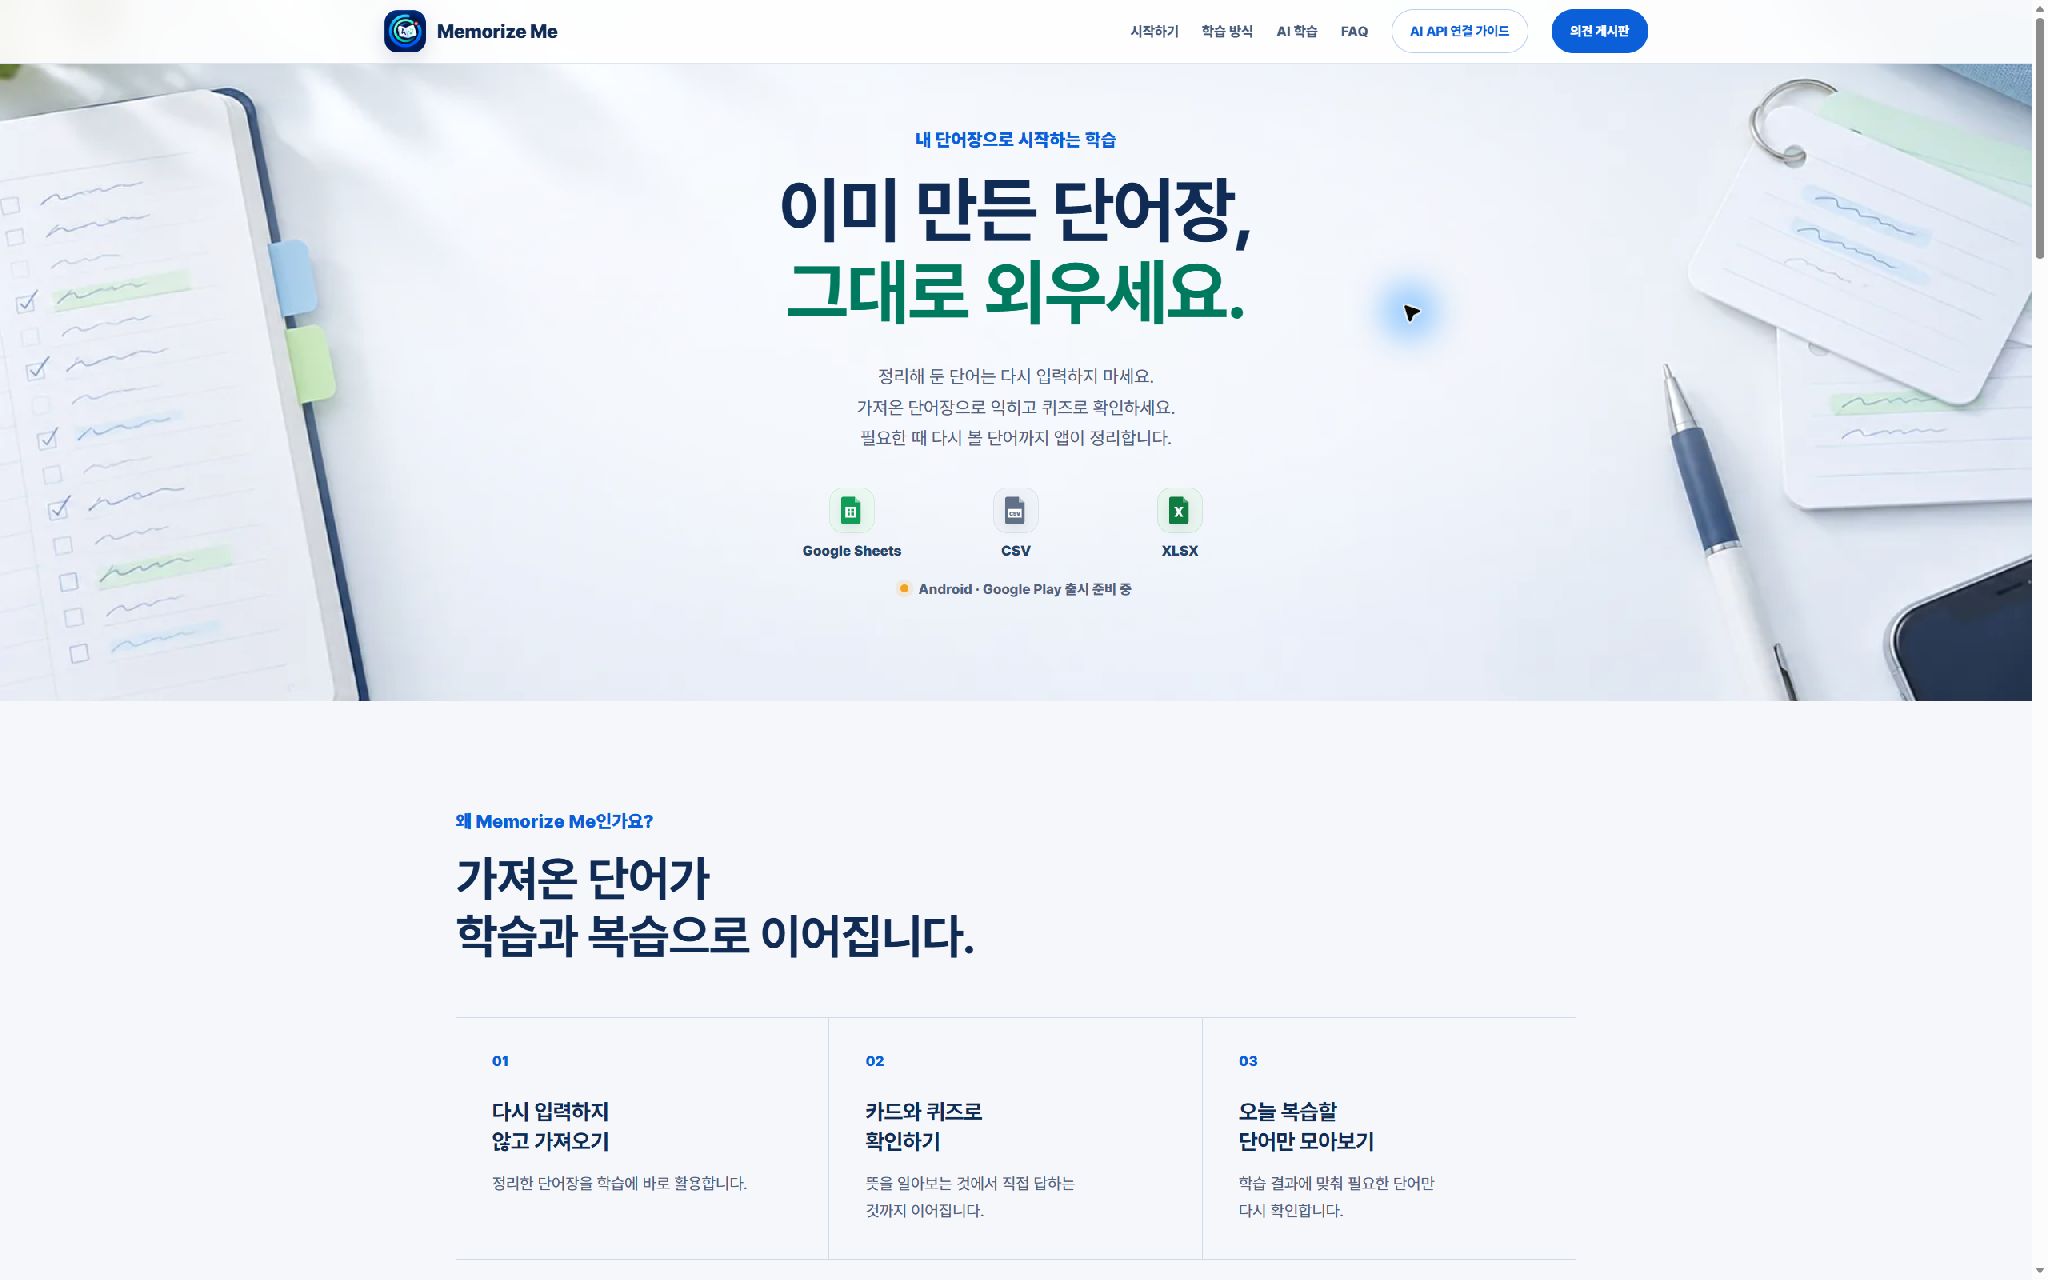 Memorize Me
시작하기
학습 방식
AI 학습
FAQ
AI API 연결 가이드
의견 게시판
내 단어장으로 시작하는 학습
이미 만든 단어장,
그대로 외우세요.
정리해 둔 단어는 다시 입력하지 마세요.
가져온 단어장으로 익히고 퀴즈로 확인하세요.
필요한 때 다시 볼 단어까지 앱이 정리합니다.
CSV
X
Google Sheets
CSV
XLSX
Android · Google Play 출시 준비 중
왜 Memorize Me인가요?
가져온 단어가
학습과 복습으로 이어집니다.
01
다시 입력하지
않고 가져오기
정리한 단어장을 학습에 바로 활용합니다.
02
카드와 퀴즈로
확인하기
뜻을 알아보는 것에서 직접 답하는
것까지 이어집니다.
03
오늘 복습할
단어만 모아보기
학습 결과에 맞춰 필요한 단어만
다시 확인합니다.